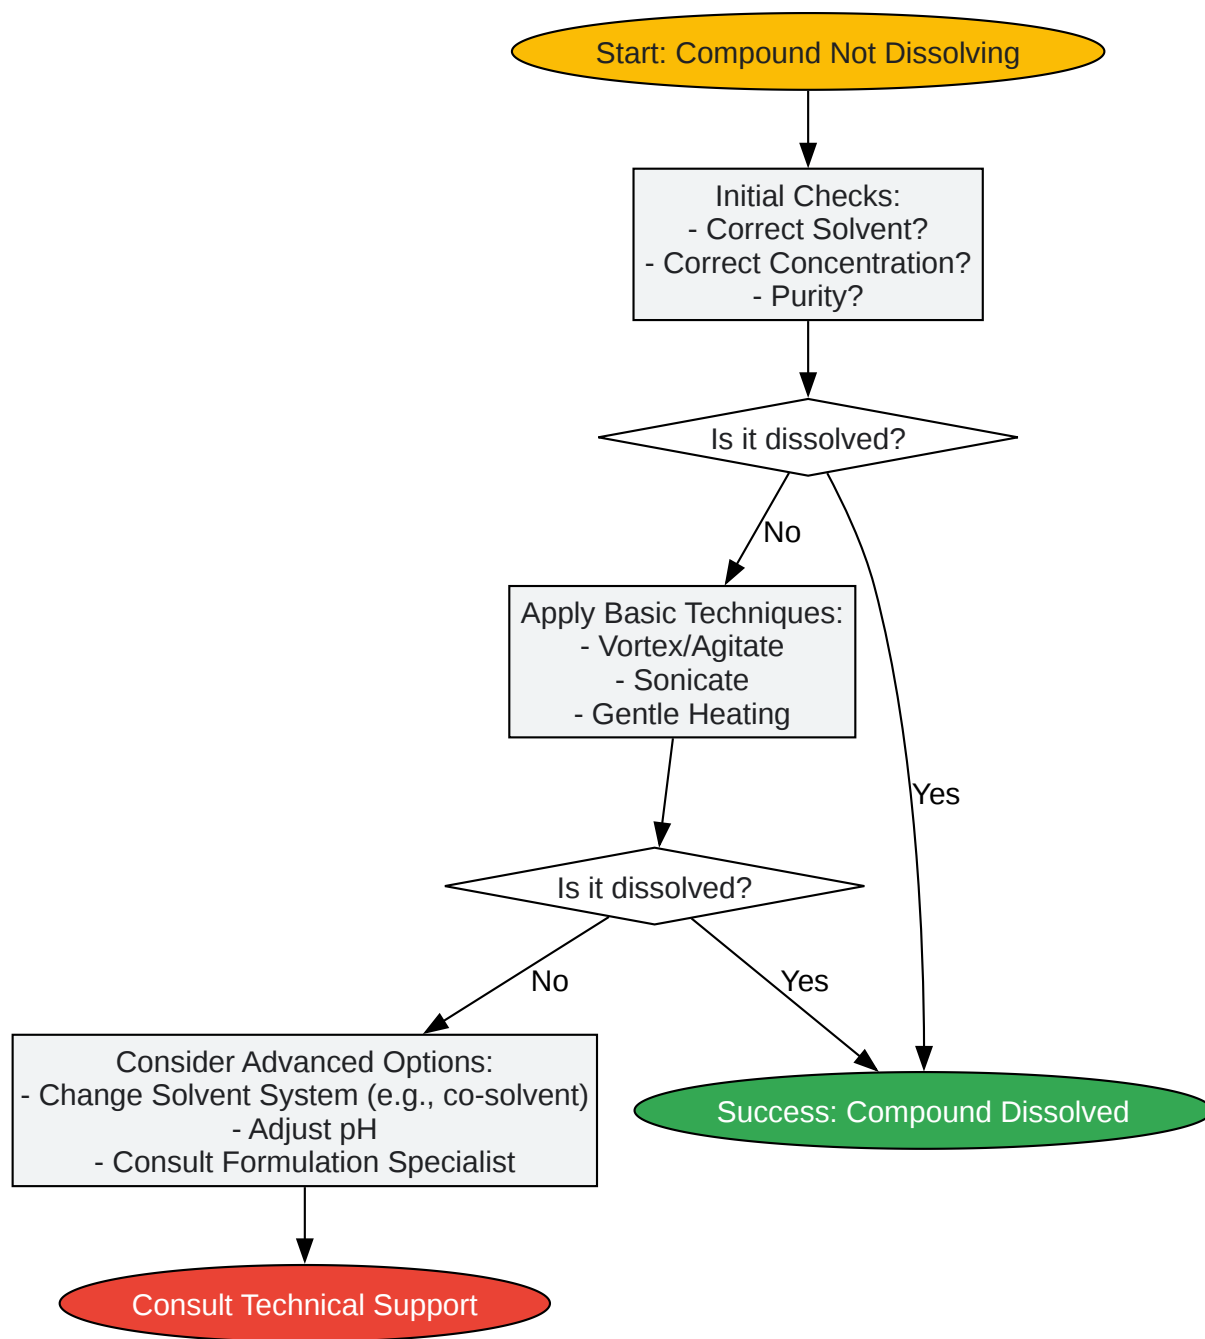 Start: Compound Not Dissolving
Initial Checks:
- Correct Solvent?
- Correct Concentration?
- Purity?
Is it dissolved?
No
Apply Basic Techniques:
- Vortex/Agitate
- Sonicate
- Gentle Heating
Yes
Is it dissolved?
No
Yes
Consider Advanced Options:
- Change Solvent System (e.g., co-solvent)
- Adjust pH
- Consult Formulation Specialist
Success: Compound Dissolved
Consult Technical Support